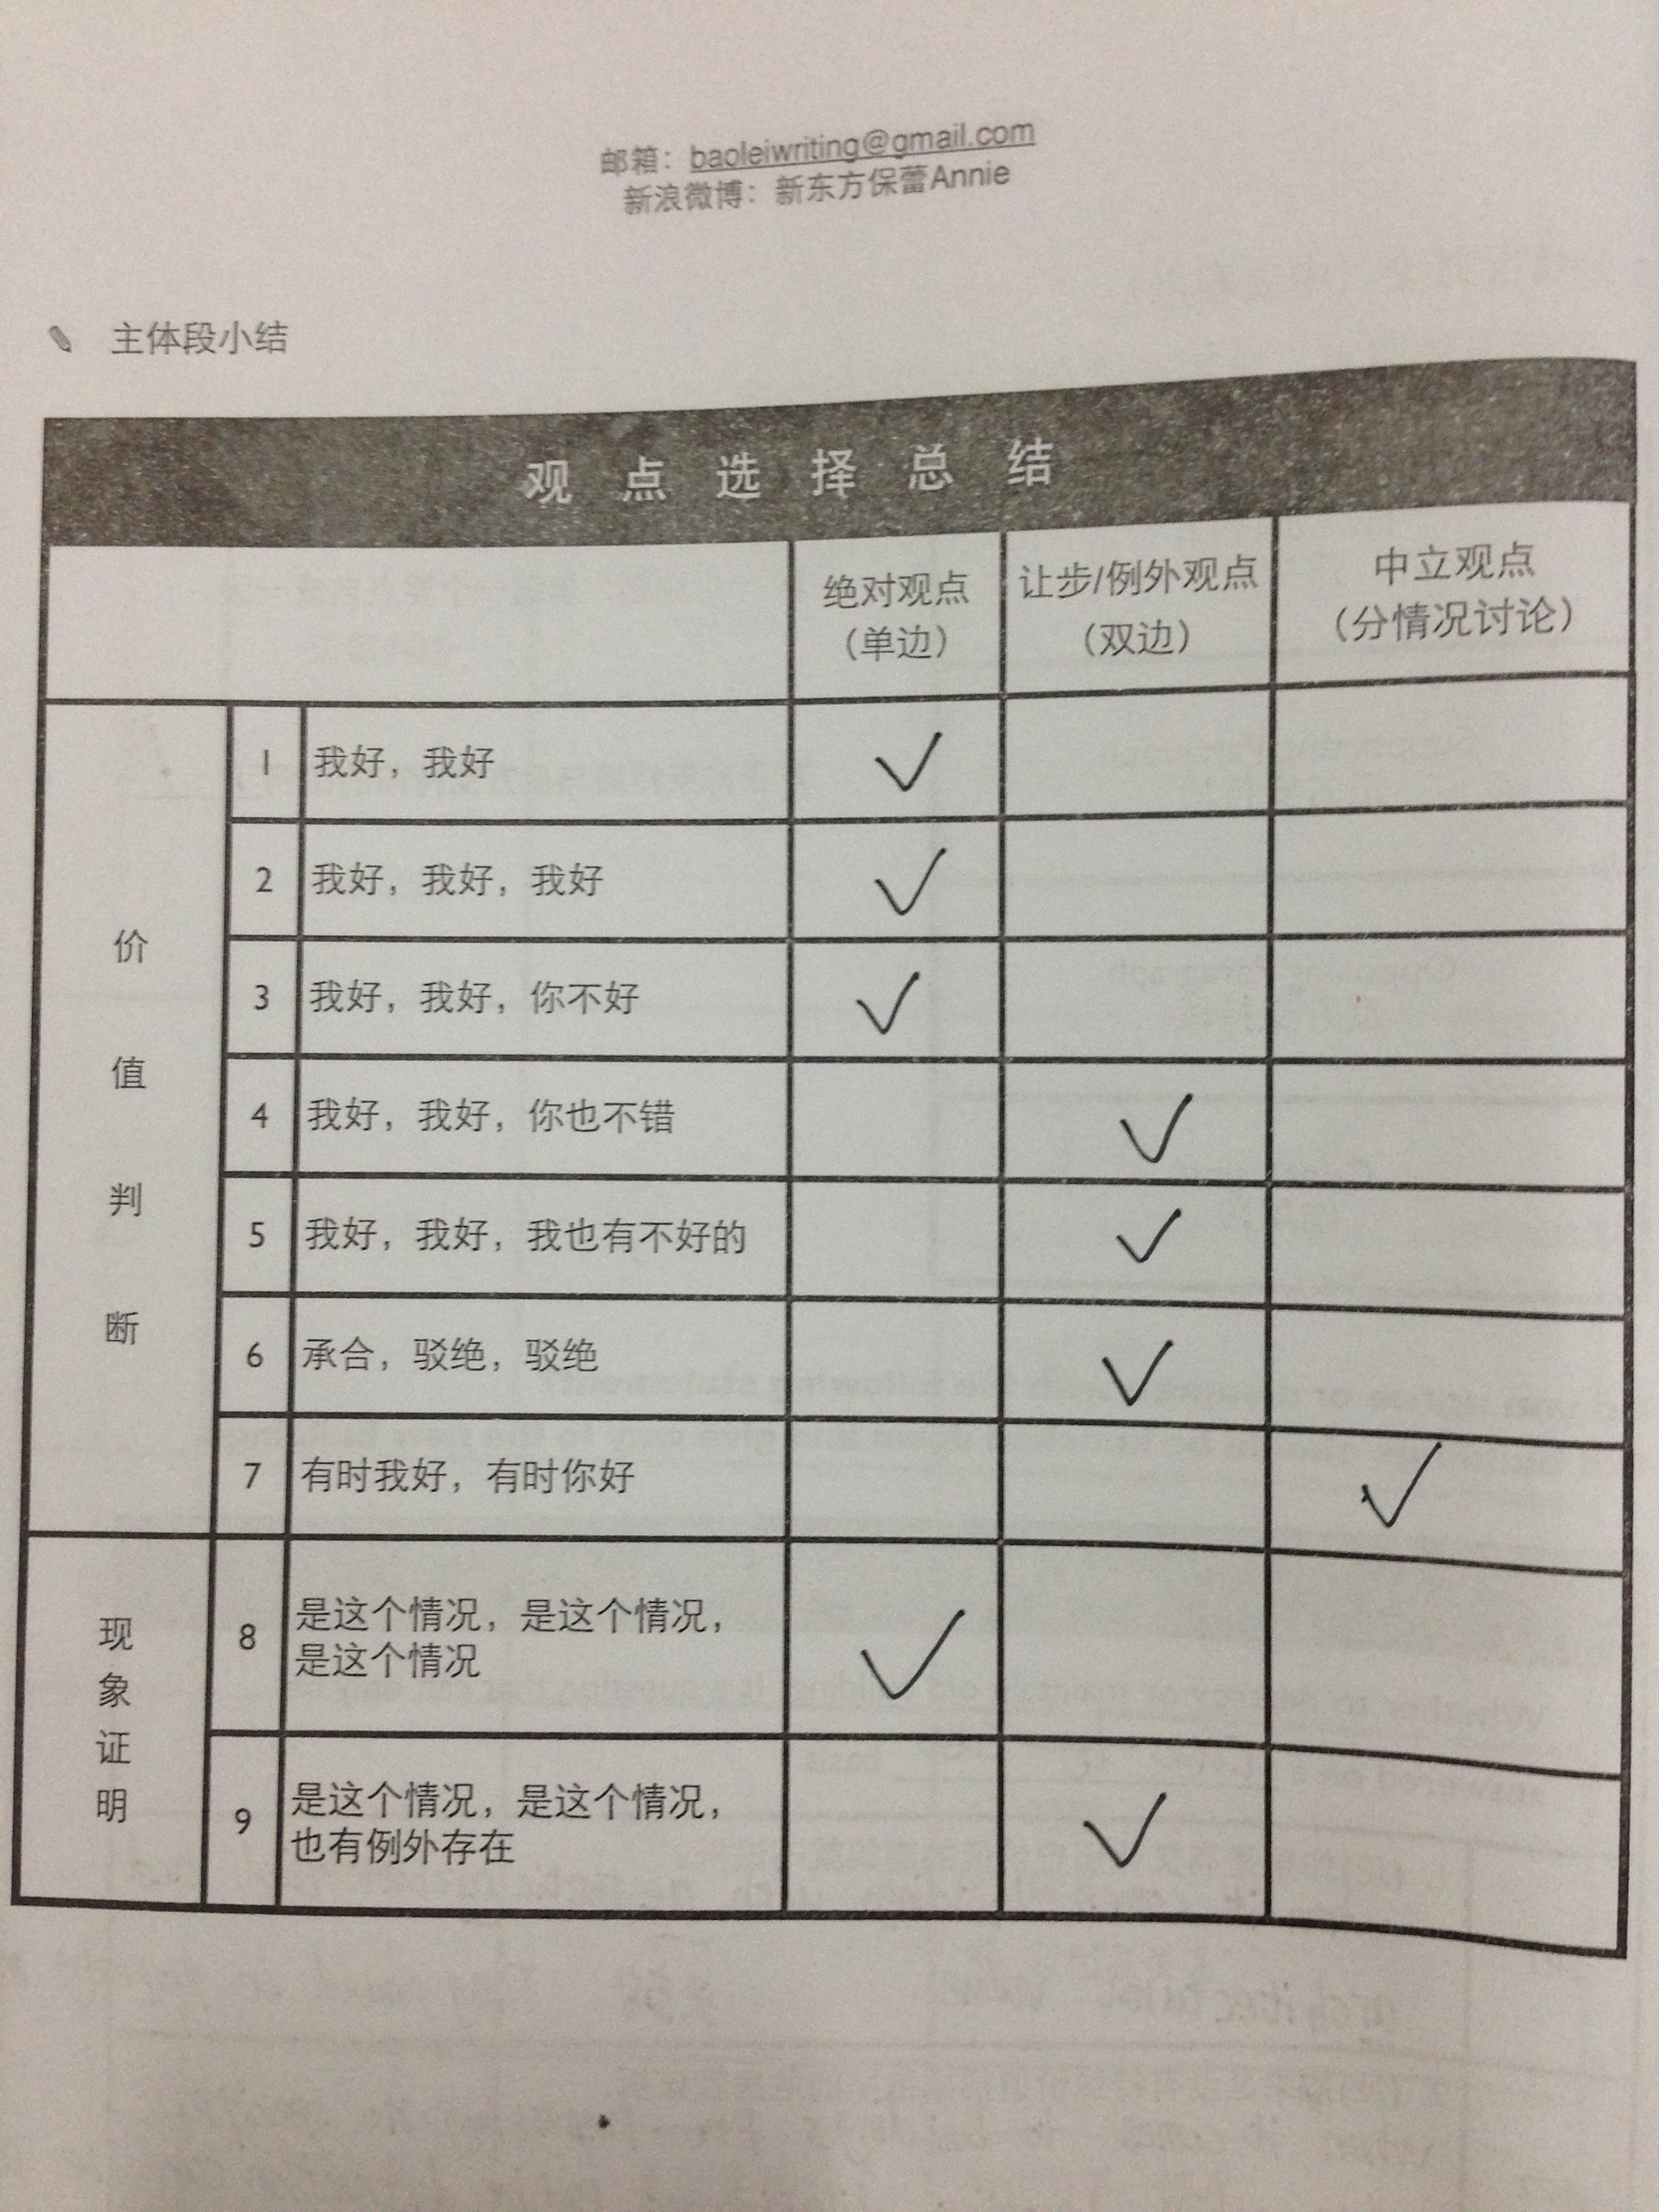 邮箱：baoleiwriting@gmail.com
新浪微博：新东方保蕾Annie
主体段小结
观点选择总结
绝对观点
（单边）
让步/例外观点
（双边）
中立观点
（分情况讨论）
价值判断
1 我好，我好 ✓
2 我好，我好，我好 ✓
3 我好，我好，你不好 ✓
4 我好，我好，你也不错 ✓
5 我好，我好，我也有不好的 ✓
6 承合，驳绝，驳绝 ✓
7 有时我好，有时你好 ✓
现象证明
8 是这个情况，是这个情况，
是这个情况 ✓
9 是这个情况，是这个情况，
也有例外存在 ✓